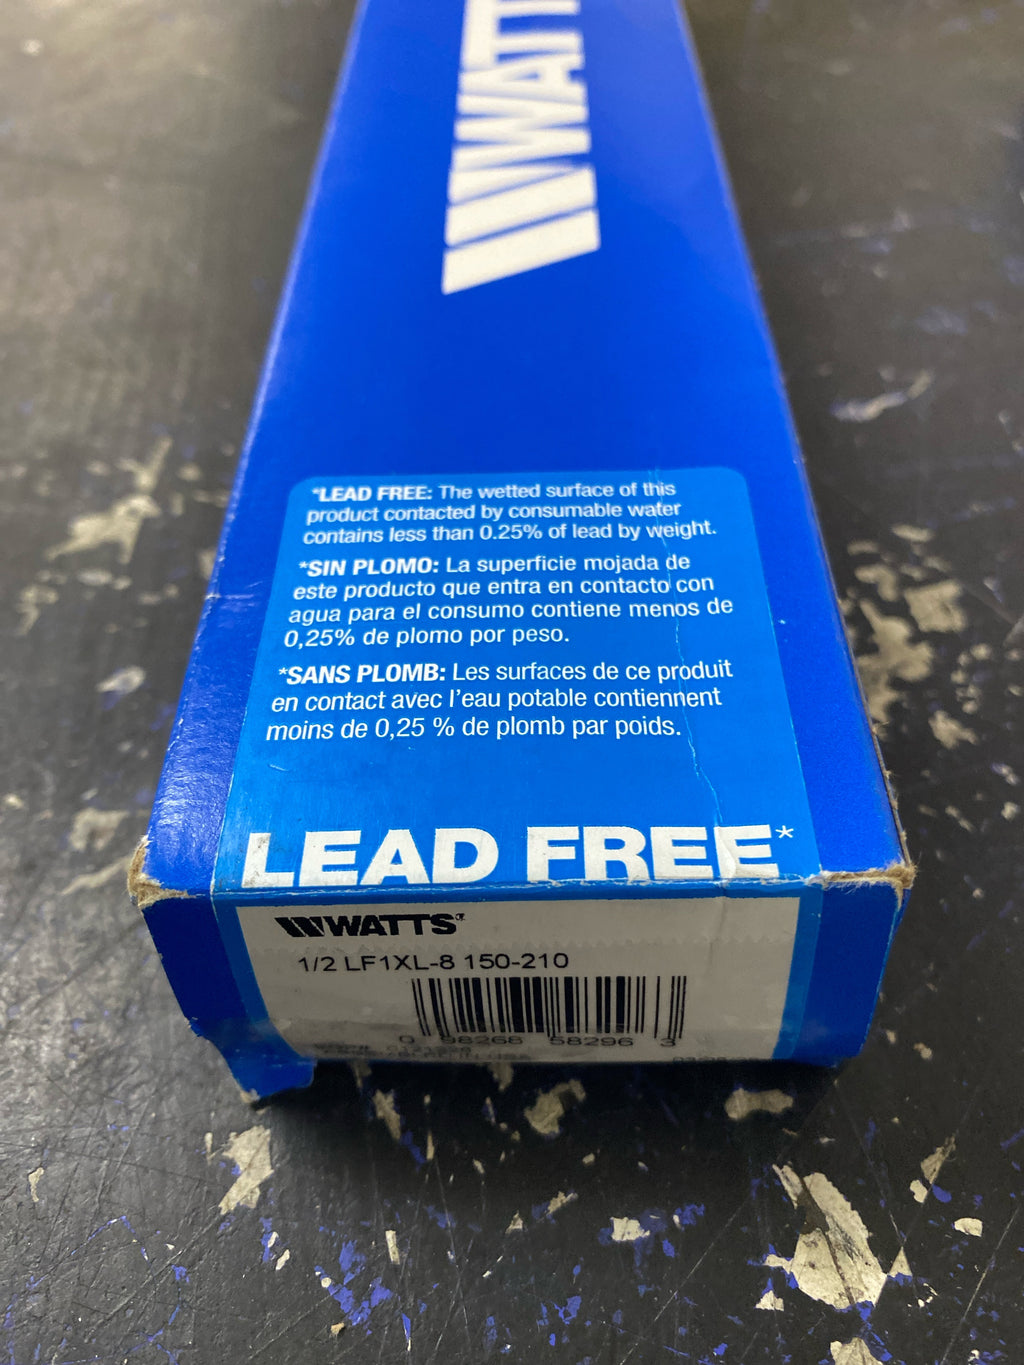 WATT
*LEAD FREE: The wetted surface of this
product contacted by consumable water
contains less than 0.25% of lead by weight.
*SIN PLOMO: La superficie mojada de
este producto que entra en contacto con
agua para el consumo contiene menos de
0,25% de plomo por peso.
*SANS PLOMB: Les surfaces de ce produit
en contact avec l'eau potable contiennent
moins de 0,25 % de plomb par poids.
LEAD FREE*
WATTS®
1/2 LF1XL-8 150-210
0 98268 58296 3